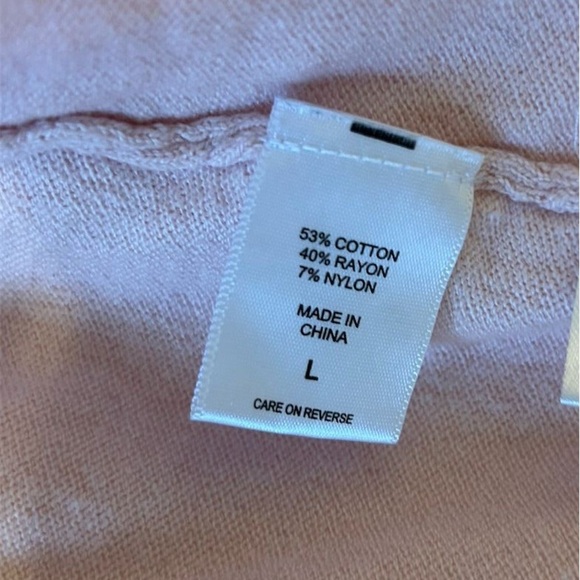 53% COTTON
40% RAYON
7% NYLON
MADE IN
CHINA
L
CARE ON REVERSE